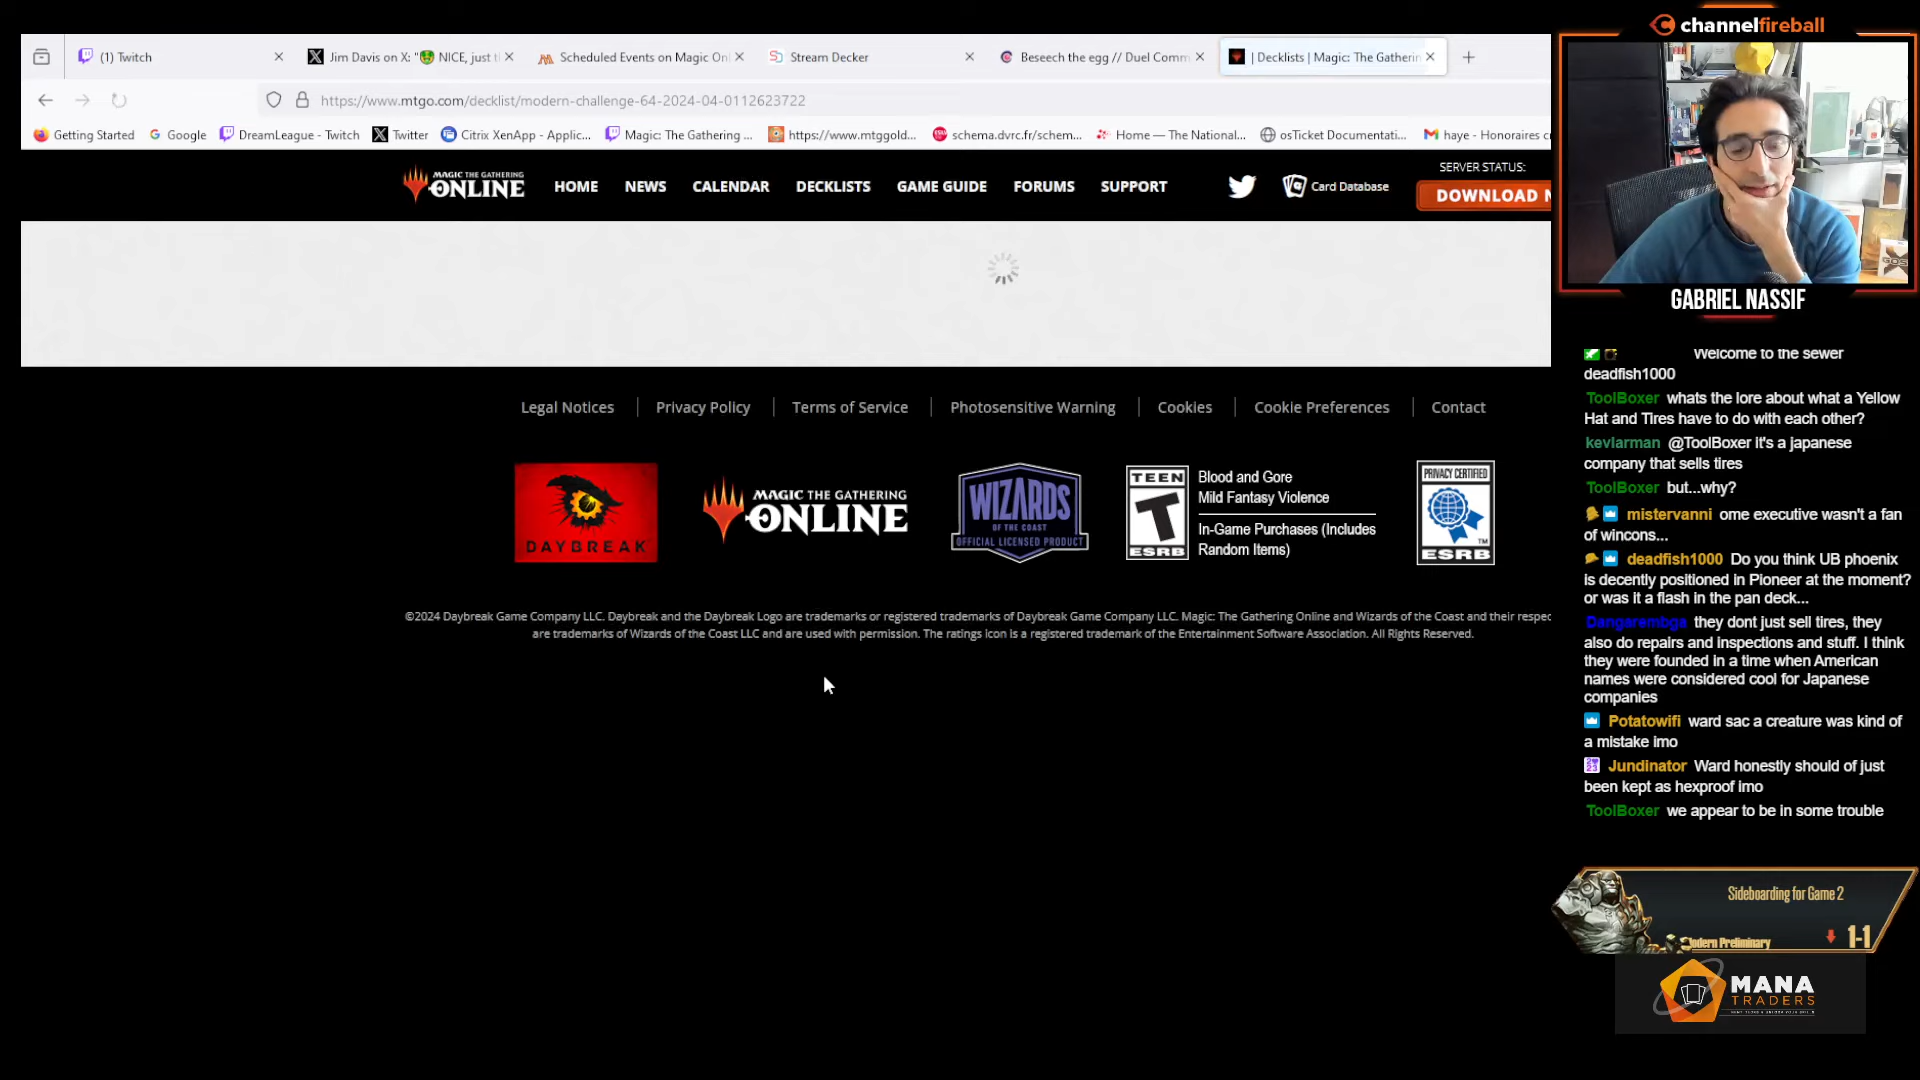 channelfireball
(1) Twitch
Jim Davis on X: "🤑 NICE, just t
Scheduled Events on Magic Onl
Stream Decker
Beseech the egg // Duel Comm
| Decklists | Magic: The Gatherin
https://www.mtgo.com/decklist/modern-challenge-64-2024-04-0112623722
Getting Started
Google
DreamLeague - Twitch
Twitter
Citrix XenApp - Applic...
Magic: The Gathering ...
https://www.mtggold...
schema.dvrc.fr/schem...
Home — The National...
osTicket Documentati...
haye - Honoraires c
MAGIC THE GATHERING
ONLINE
HOME
NEWS
CALENDAR
DECKLISTS
GAME GUIDE
FORUMS
SUPPORT
Card Database
SERVER STATUS:
DOWNLOAD N
Legal Notices
Privacy Policy
Terms of Service
Photosensitive Warning
Cookies
Cookie Preferences
Contact
DAYBREAK
MAGIC THE GATHERING
ONLINE
WIZARDS
OF THE COAST
OFFICIAL LICENSED PRODUCT
TEEN
T
ESRB
Blood and Gore
Mild Fantasy Violence
In-Game Purchases (Includes
Random Items)
PRIVACY CERTIFIED
ESRB
©2024 Daybreak Game Company LLC. Daybreak and the Daybreak Logo are trademarks or registered trademarks of Daybreak Game Company LLC. Magic: The Gathering Online and Wizards of the Coast and their respec
are trademarks of Wizards of the Coast LLC and are used with permission. The ratings icon is a registered trademark of the Entertainment Software Association. All Rights Reserved.
GABRIEL NASSIF
Welcome to the sewer
deadfish1000
ToolBoxer whats the lore about what a Yellow
Hat and Tires have to do with each other?
kevlarman @ToolBoxer it's a japanese
company that sells tires
ToolBoxer but...why?
mistervanni ome executive wasn't a fan
of wincons...
deadfish1000 Do you think UB phoenix
is decently positioned in Pioneer at the moment?
or was it a flash in the pan deck...
Dangarembga they dont just sell tires, they
also do repairs and inspections and stuff. I think
they were founded in a time when American
names were considered cool for Japanese
companies
Potatowifi ward sac a creature was kind of
a mistake imo
Jundinator Ward honestly should of just
been kept as hexproof imo
ToolBoxer we appear to be in some trouble
Sideboarding for Game 2
Modern Preliminary
1-1
MANA
TRADERS